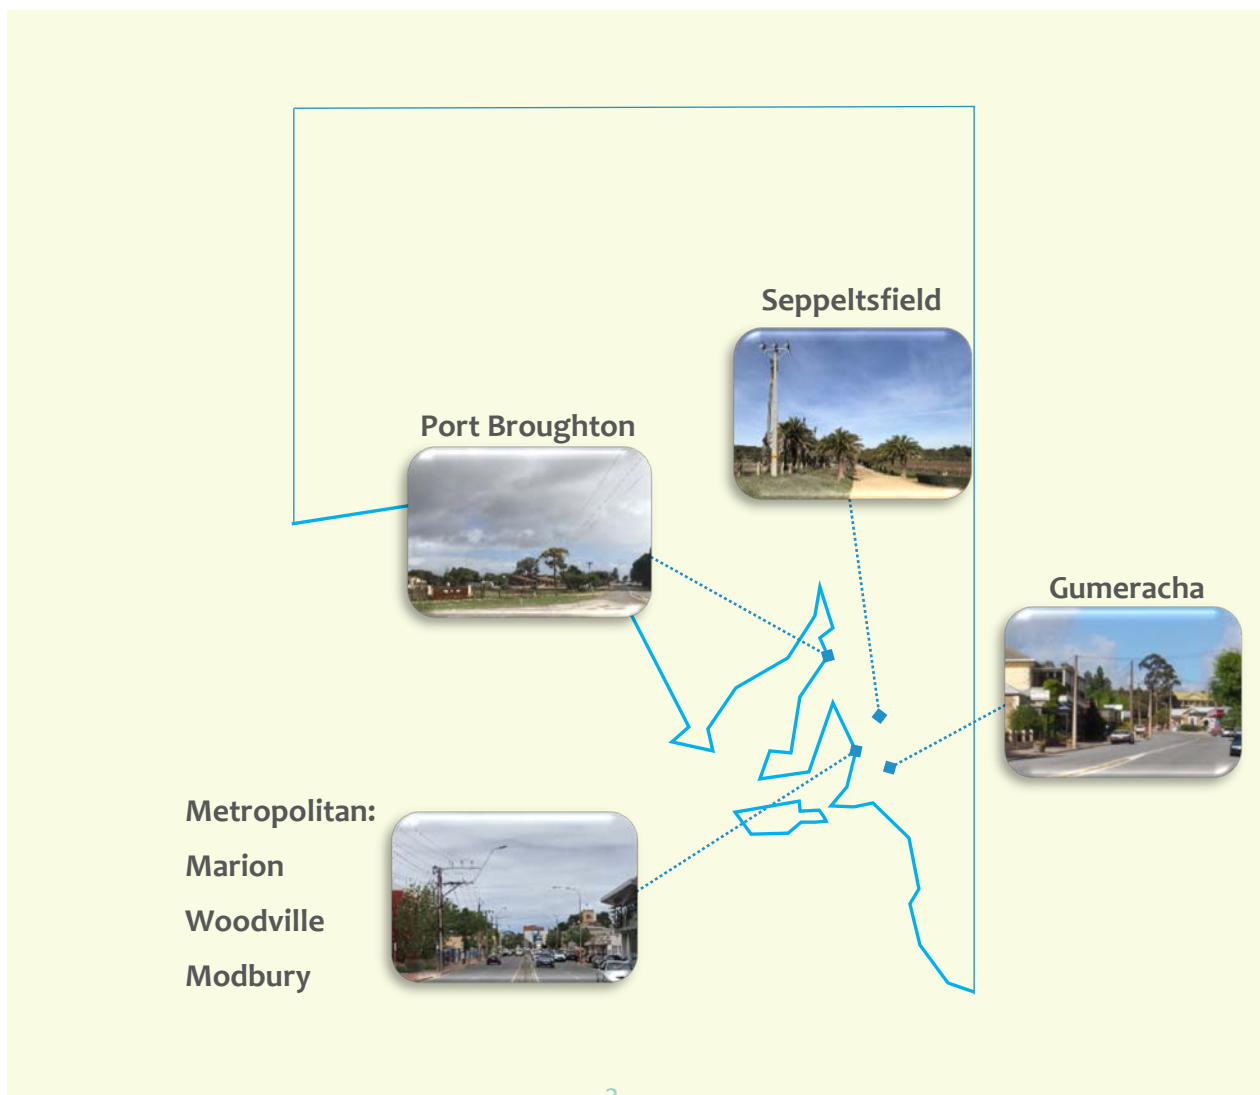 Seppeltsfield
Port Broughton
Gumeracha
Metropolitan:
Marion
Woodville
Modbury